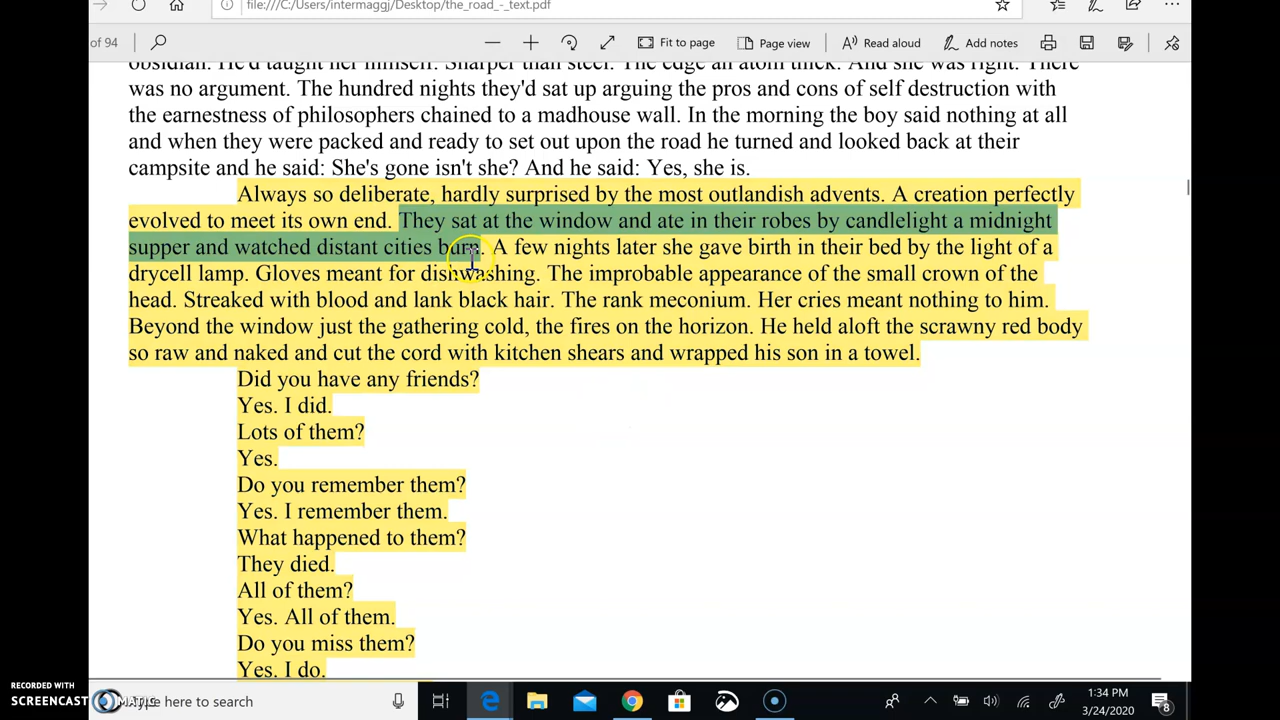 file:///C:/Users/intermaggj/Desktop/the_road_-_text.pdf
of 94
Fit to page
Page view
Read aloud
Add notes
obsidian. He'd taught her himself. Sharper than steel. The edge an atom thick. And she was right. There
was no argument. The hundred nights they'd sat up arguing the pros and cons of self destruction with
the earnestness of philosophers chained to a madhouse wall. In the morning the boy said nothing at all
and when they were packed and ready to set out upon the road he turned and looked back at their
campsite and he said: She's gone isn't she? And he said: Yes, she is.
Always so deliberate, hardly surprised by the most outlandish advents. A creation perfectly
evolved to meet its own end. They sat at the window and ate in their robes by candlelight a midnight
supper and watched distant cities burn. A few nights later she gave birth in their bed by the light of a
drycell lamp. Gloves meant for dishwashing. The improbable appearance of the small crown of the
head. Streaked with blood and lank black hair. The rank meconium. Her cries meant nothing to him.
Beyond the window just the gathering cold, the fires on the horizon. He held aloft the scrawny red body
so raw and naked and cut the cord with kitchen shears and wrapped his son in a towel.
Did you have any friends?
Yes. I did.
Lots of them?
Yes.
Do you remember them?
Yes. I remember them.
What happened to them?
They died.
All of them?
Yes. All of them.
Do you miss them?
Yes. I do.
RECORDED WITH
SCREENCAST MATIC
ype here to search
1:34 PM
3/24/2020
8